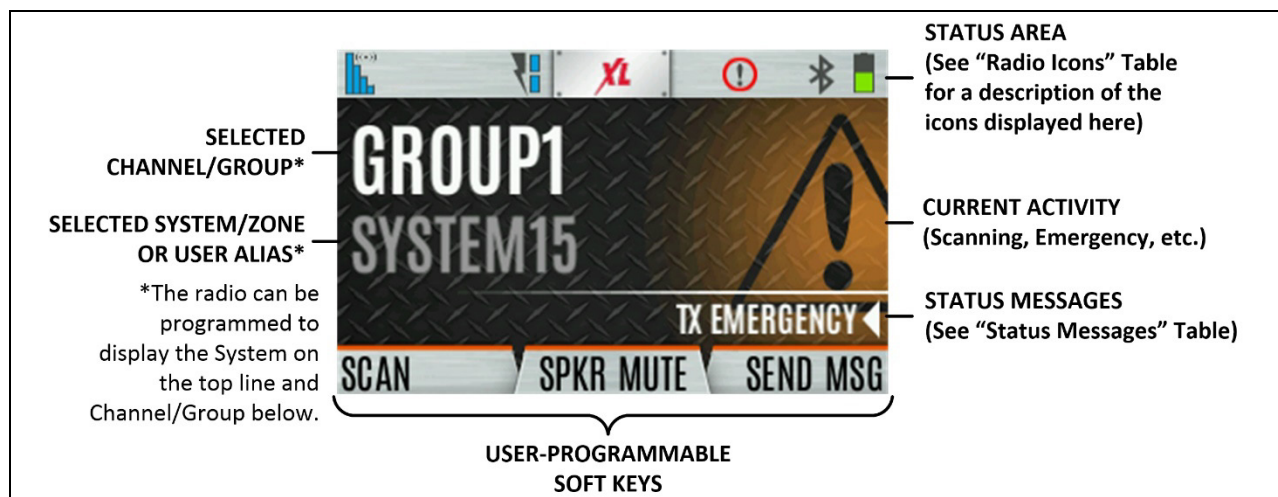 STATUS AREA
(See “Radio Icons” Table
for a description of the
icons displayed here)
XL
SELECTED
CHANNEL/GROUP*
GROUP1
SELECTED SYSTEM/ZONE
OR USER ALIAS*
SYSTEM15
CURRENT ACTIVITY
(Scanning, Emergency, etc.)
*The radio can be
programmed to
display the System on
the top line and
Channel/Group below.
TX EMERGENCY
STATUS MESSAGES
(See “Status Messages” Table)
SCAN SPKR MUTE SEND MSG
USER-PROGRAMMABLE
SOFT KEYS